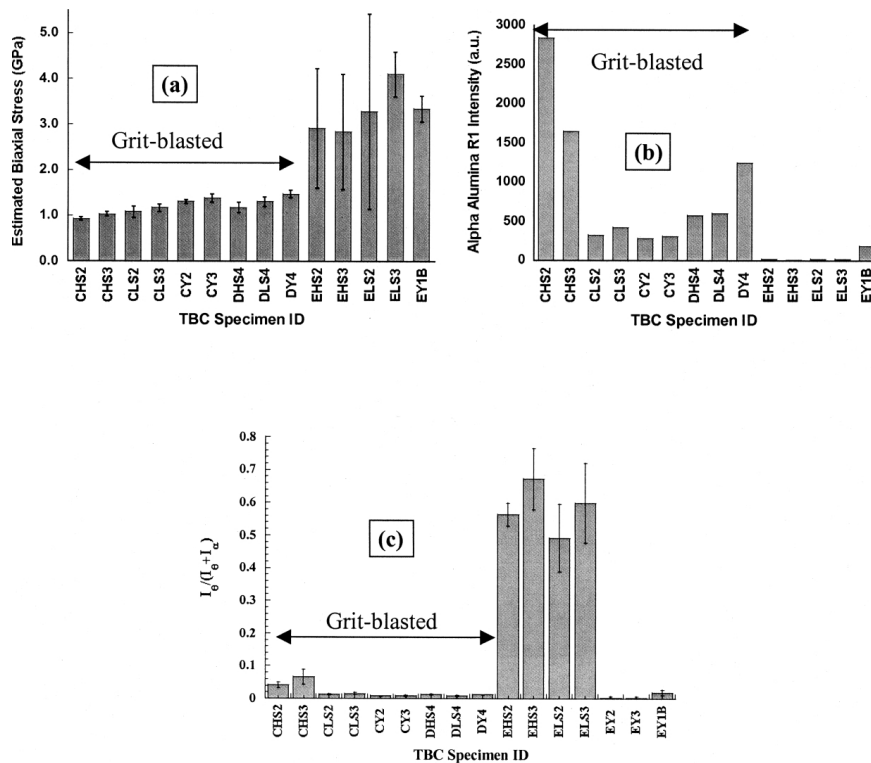 5.0
4.0
3.0
2.0
1.0
0.0
Estimated Biaxial Stress (GPa)
(a)
Grit-blasted
CHS2
CHS3
CLS2
CLS3
CY2
CY3
DHS4
DLS4
DY4
EHS2
EHS3
ELS2
ELS3
EY1B
TBC Specimen ID
3000
2500
2000
1500
1000
500
0
Alpha Alumina R1 Intensity (a.u.)
Grit-blasted
(b)
CHS2
CHS3
CLS2
CLS3
CY2
CY3
DHS4
DLS4
DY4
EHS2
EHS3
ELS2
ELS3
EY1B
TBC Specimen ID
0.8
0.7
0.6
0.5
0.4
0.3
0.2
0.1
0
I_θ/(I_θ+I_α)
(c)
Grit-blasted
CHS2
CHS3
CLS2
CLS3
CY2
CY3
DHS4
DLS4
DY4
EHS2
EHS3
ELS2
ELS3
EY2
EY3
EY1B
TBC Specimen ID